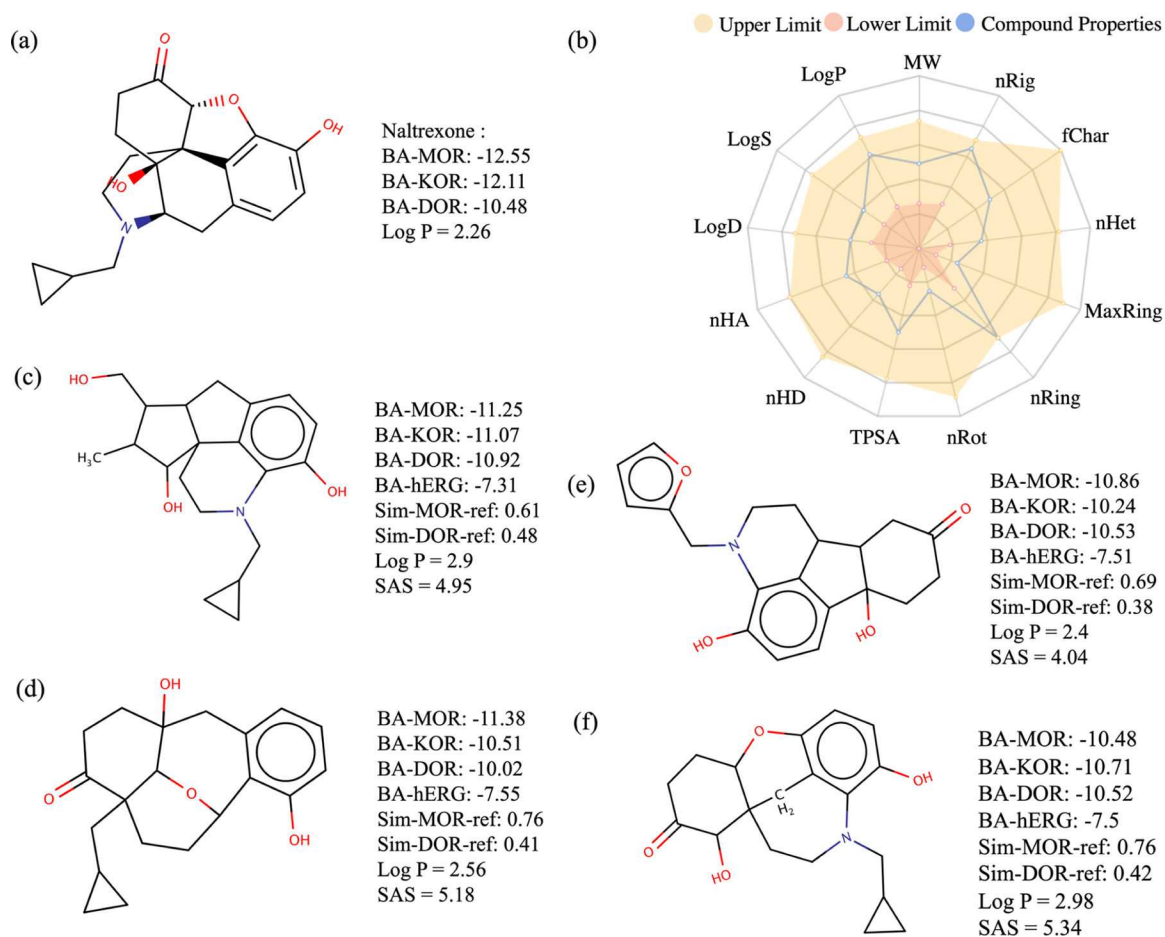 (a)
O
O
OH
HO
N
Naltrexone :
BA-MOR: -12.55
BA-KOR: -12.11
BA-DOR: -10.48
Log P = 2.26
(b)
Upper Limit Lower Limit Compound Properties
MW
nRig
fChar
nHet
MaxRing
nRing
nRot
TPSA
nHD
nHA
LogD
LogS
LogP
(c)
HO
H3C
OH
N
OH
BA-MOR: -11.25
BA-KOR: -11.07
BA-DOR: -10.92
BA-hERG: -7.31
Sim-MOR-ref: 0.61
Sim-DOR-ref: 0.48
Log P = 2.9
SAS = 4.95
(e)
O
N
O
HO
OH
BA-MOR: -10.86
BA-KOR: -10.24
BA-DOR: -10.53
BA-hERG: -7.51
Sim-MOR-ref: 0.69
Sim-DOR-ref: 0.38
Log P = 2.4
SAS = 4.04
(d)
OH
O
O
OH
BA-MOR: -11.38
BA-KOR: -10.51
BA-DOR: -10.02
BA-hERG: -7.55
Sim-MOR-ref: 0.76
Sim-DOR-ref: 0.41
Log P = 2.56
SAS = 5.18
(f)
O
OH
CH2
O
HO
N
BA-MOR: -10.48
BA-KOR: -10.71
BA-DOR: -10.52
BA-hERG: -7.5
Sim-MOR-ref: 0.76
Sim-DOR-ref: 0.42
Log P = 2.98
SAS = 5.34